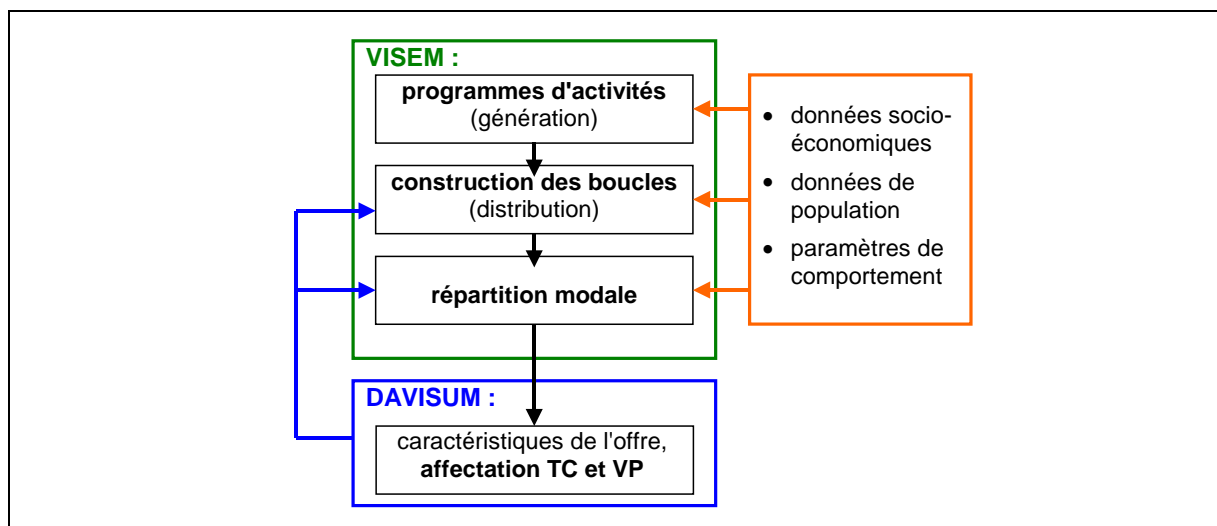 VISEM :
programmes d'activités
(génération)
construction des boucles
(distribution)
répartition modale
• données socio-
économiques
• données de
population
• paramètres de
comportement
DAVISUM :
caractéristiques de l'offre,
affectation TC et VP